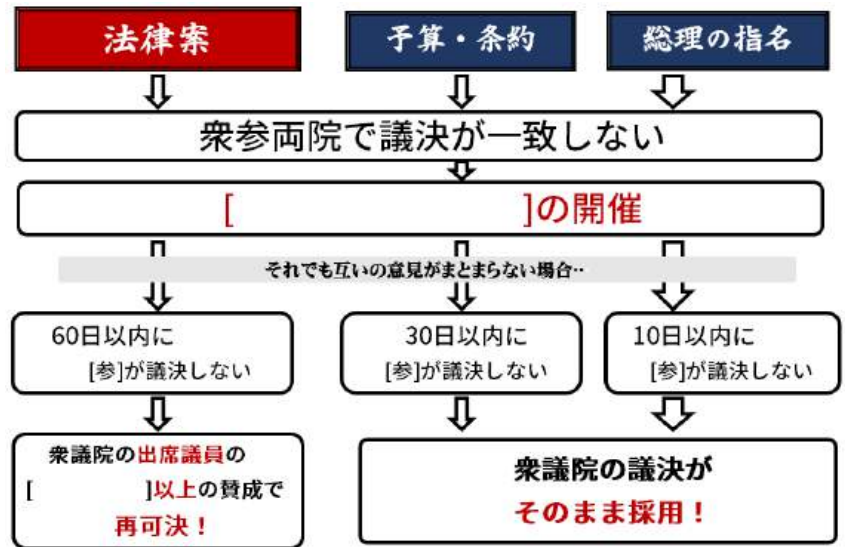 法律案
予算・条約
総理の指名
衆参両院で議決が一致しない
[ ]の開催
それでも互いの意見がまとまらない場合‥
60日以内に
[参]が議決しない
30日以内に
[参]が議決しない
10日以内に
[参]が議決しない
衆議院の出席議員の
[ ]以上の賛成で
再可決！
衆議院の議決が
そのまま採用！